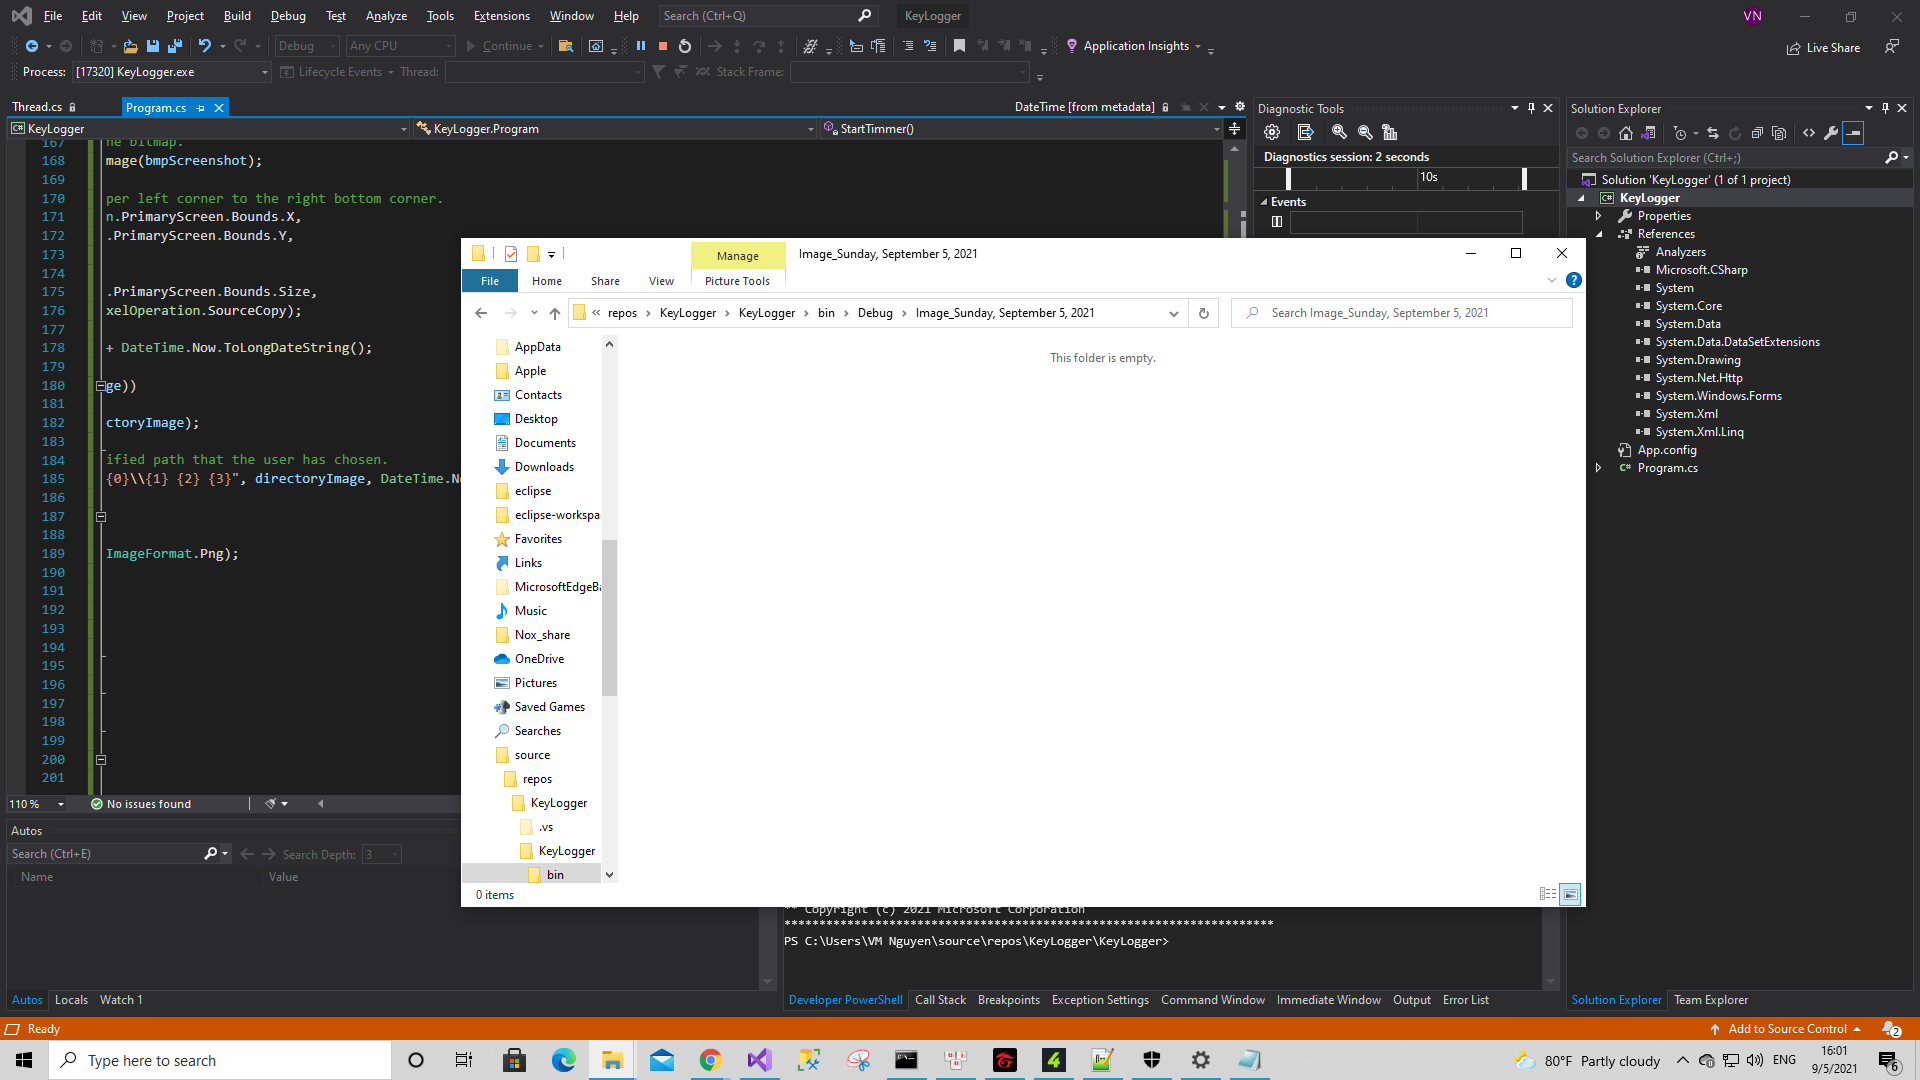 File Edit View Project Build Debug Test Analyze Tools Extensions Window Help Search (Ctrl+Q) KeyLogger VN
Debug Any CPU Continue Application Insights Live Share
Process: [17320] KeyLogger.exe Lifecycle Events Thread: Stack Frame:
Thread.cs Program.cs DateTime [from metadata]
KeyLogger KeyLogger.Program StartTimmer()
167 he bitmap.
168 mage(bmpScreenshot);
169
170 per left corner to the right bottom corner.
171 n.PrimaryScreen.Bounds.X,
172 .PrimaryScreen.Bounds.Y,
173
174
175 .PrimaryScreen.Bounds.Size,
176 xelOperation.SourceCopy);
177
178 + DateTime.Now.ToLongDateString();
179
180 ge))
181
182 ctoryImage);
183
184 ified path that the user has chosen.
185 {0}\\{1} {2} {3}", directoryImage, DateTime.N
186
187
188
189 ImageFormat.Png);
190
191
192
193
194
195
196
197
198
199
200
201
110 % No issues found
Autos
Search (Ctrl+E) Search Depth: 3
Name Value
Autos Locals Watch 1
Manage Image_Sunday, September 5, 2021
File Home Share View Picture Tools
« repos KeyLogger KeyLogger bin Debug Image_Sunday, September 5, 2021 Search Image_Sunday, September 5, 2021
AppData
Apple
Contacts
Desktop
Documents
Downloads
eclipse
eclipse-workspa
Favorites
Links
MicrosoftEdgeBa
Music
Nox_share
OneDrive
Pictures
Saved Games
Searches
source
repos
KeyLogger
.vs
KeyLogger
bin
This folder is empty.
0 items
** Copyright (c) 2021 Microsoft Corporation
**********************************************************************
PS C:\Users\VM Nguyen\source\repos\KeyLogger\KeyLogger>
Developer PowerShell Call Stack Breakpoints Exception Settings Command Window Immediate Window Output Error List
Diagnostic Tools
Diagnostics session: 2 seconds
10s
Events
Solution Explorer
Search Solution Explorer (Ctrl+;)
Solution 'KeyLogger' (1 of 1 project)
KeyLogger
Properties
References
Analyzers
Microsoft.CSharp
System
System.Core
System.Data
System.Data.DataSetExtensions
System.Drawing
System.Net.Http
System.Windows.Forms
System.Xml
System.Xml.Linq
App.config
Program.cs
Solution Explorer Team Explorer
Ready Add to Source Control 2
Type here to search 80°F Partly cloudy ENG 16:01
9/5/2021 6